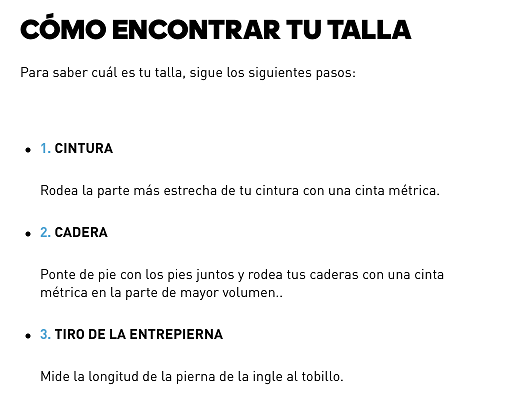 CÓMO ENCONTRAR TU TALLA
Para saber cuál es tu talla, sigue los siguientes pasos:
• 1. CINTURA
Rodea la parte más estrecha de tu cintura con una cinta métrica.
• 2. CADERA
Ponte de pie con los pies juntos y rodea tus caderas con una cinta
métrica en la parte de mayor volumen..
• 3. TIRO DE LA ENTREPIERNA
Mide la longitud de la pierna de la ingle al tobillo.